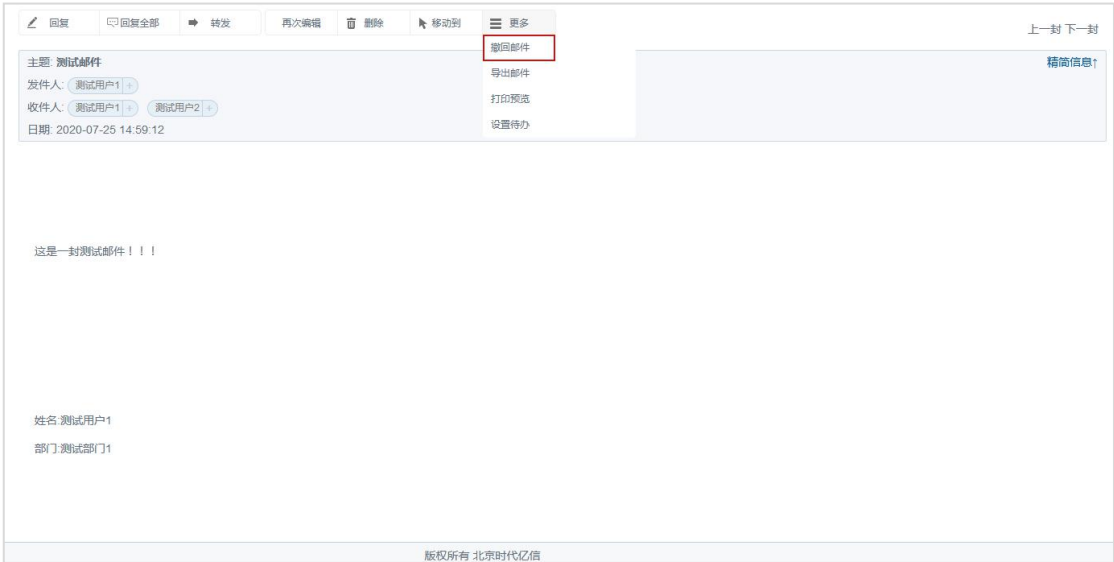 回复 回复全部 转发 再次编辑 删除 移动到 更多
上一封 下一封
撤回邮件
导出邮件
打印预览
设置待办
主题: 测试邮件
精简信息↑
发件人: 测试用户1 +
收件人: 测试用户1 + 测试用户2 +
日期: 2020-07-25 14:59:12
这是一封测试邮件！！！
姓名:测试用户1
部门:测试部门1
版权所有 北京时代亿信